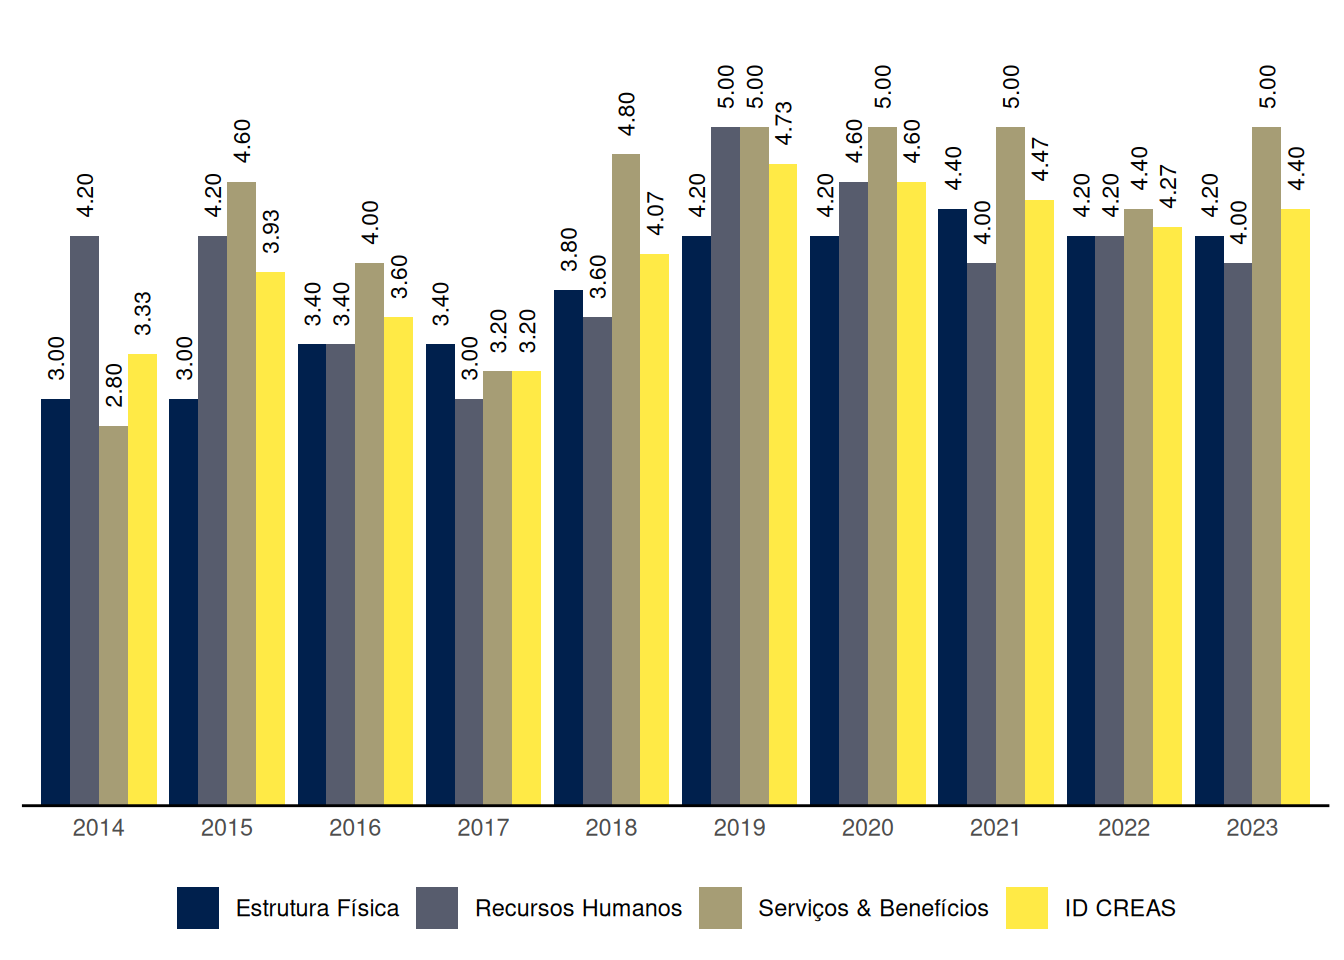 3.00 4.20 2.80 3.33
3.00 4.20 4.60 3.93
3.40 3.40 4.00 3.60
3.40 3.00 3.20 3.20
3.80 3.60 4.80 4.07
4.20 5.00 5.00 4.73
4.20 4.60 5.00 4.60
4.40 4.00 5.00 4.47
4.20 4.20 4.40 4.27
4.20 4.00 5.00 4.40
2014 2015 2016 2017 2018 2019 2020 2021 2022 2023
Estrutura Física Recursos Humanos Serviços & Benefícios ID CREAS